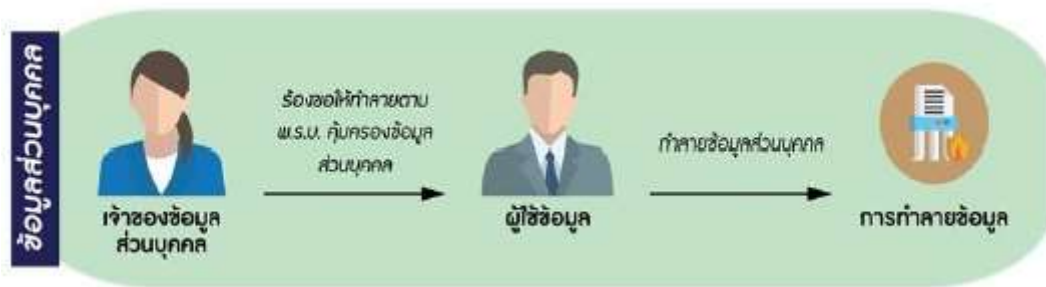 ข้อมูลส่วนบุคคล
เจ้าของข้อมูล
ส่วนบุคคล
ร้องขอให้ทำลายตาม
พ.ร.บ. คุ้มครองข้อมูล
ส่วนบุคคล
ผู้ใช้ข้อมูล
ทำลายข้อมูลส่วนบุคคล
การทำลายข้อมูล